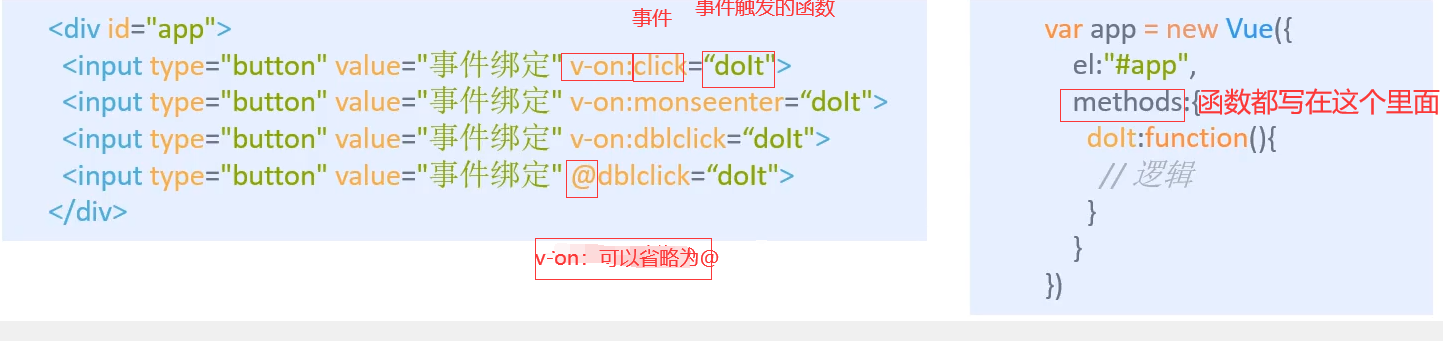 事件
事件触发的函数
<div id="app">
<input type="button" value="事件绑定" v-on:click=“doIt">
<input type="button" value="事件绑定" v-on:monseenter=“doIt">
<input type="button" value="事件绑定" v-on:dblclick=“doIt">
<input type="button" value="事件绑定" @dblclick=“doIt">
</div>
v-on：可以省略为@
var app = new Vue({
el:"#app",
methods:{函数都写在这个里面
doIt:function(){
// 逻辑
}
}
})